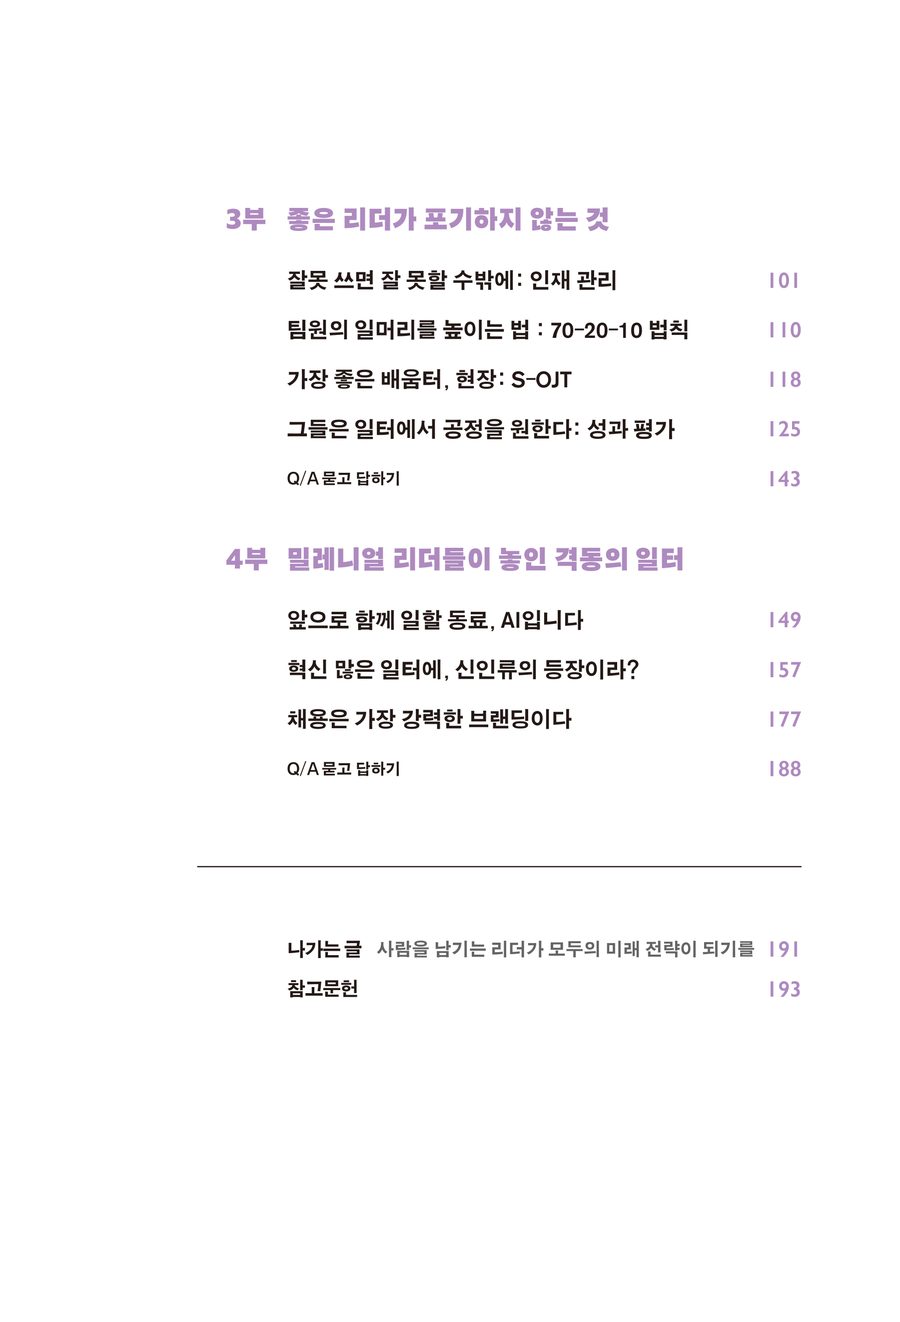 3부 좋은 리더가 포기하지 않는 것
잘못 쓰면 잘 못할 수밖에: 인재 관리 101
팀원의 일머리를 높이는 법 : 70-20-10 법칙 110
가장 좋은 배움터, 현장: S-OJT 118
그들은 일터에서 공정을 원한다: 성과 평가 125
Q/A 묻고 답하기 143
4부 밀레니얼 리더들이 놓인 격동의 일터
앞으로 함께 일할 동료, AI입니다 149
혁신 많은 일터에, 신인류의 등장이라? 157
채용은 가장 강력한 브랜딩이다 177
Q/A 묻고 답하기 188
나가는 글 사람을 남기는 리더가 모두의 미래 전략이 되기를 191
참고문헌 193